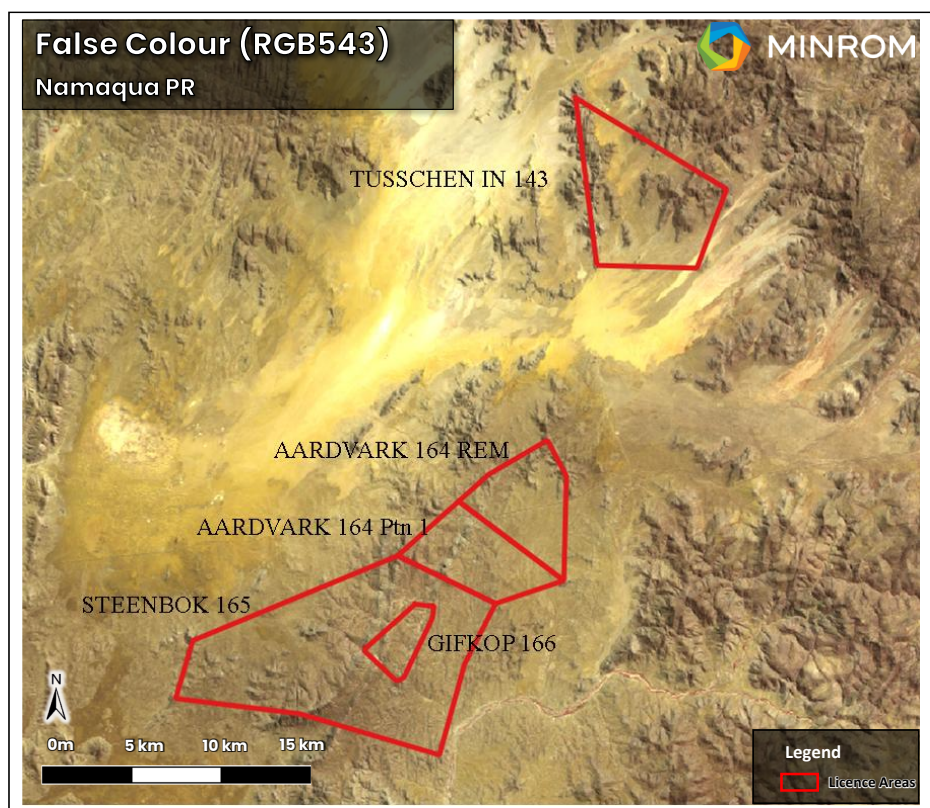 False Colour (RGB543)
Namaqua PR
MINROM
TUSSCHEN IN 143
AARDVARK 164 REM
AARDVARK 164 Ptn 1
STEENBOK 165
GIFKOP 166
N
0m 5 km 10 km 15 km
Legend
Licence Areas